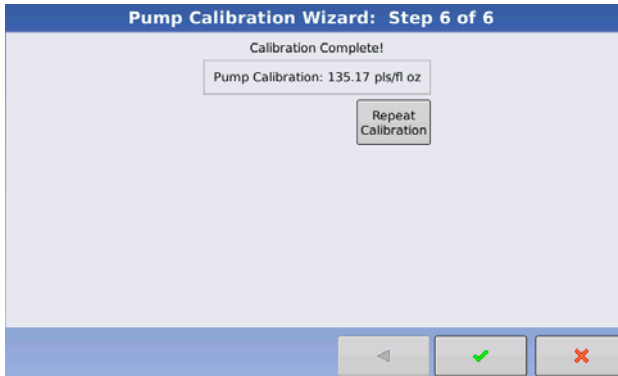 Pump Calibration Wizard: Step 6 of 6
Calibration Complete!
Pump Calibration: 135.17 pls/fl oz
Repeat
Calibration